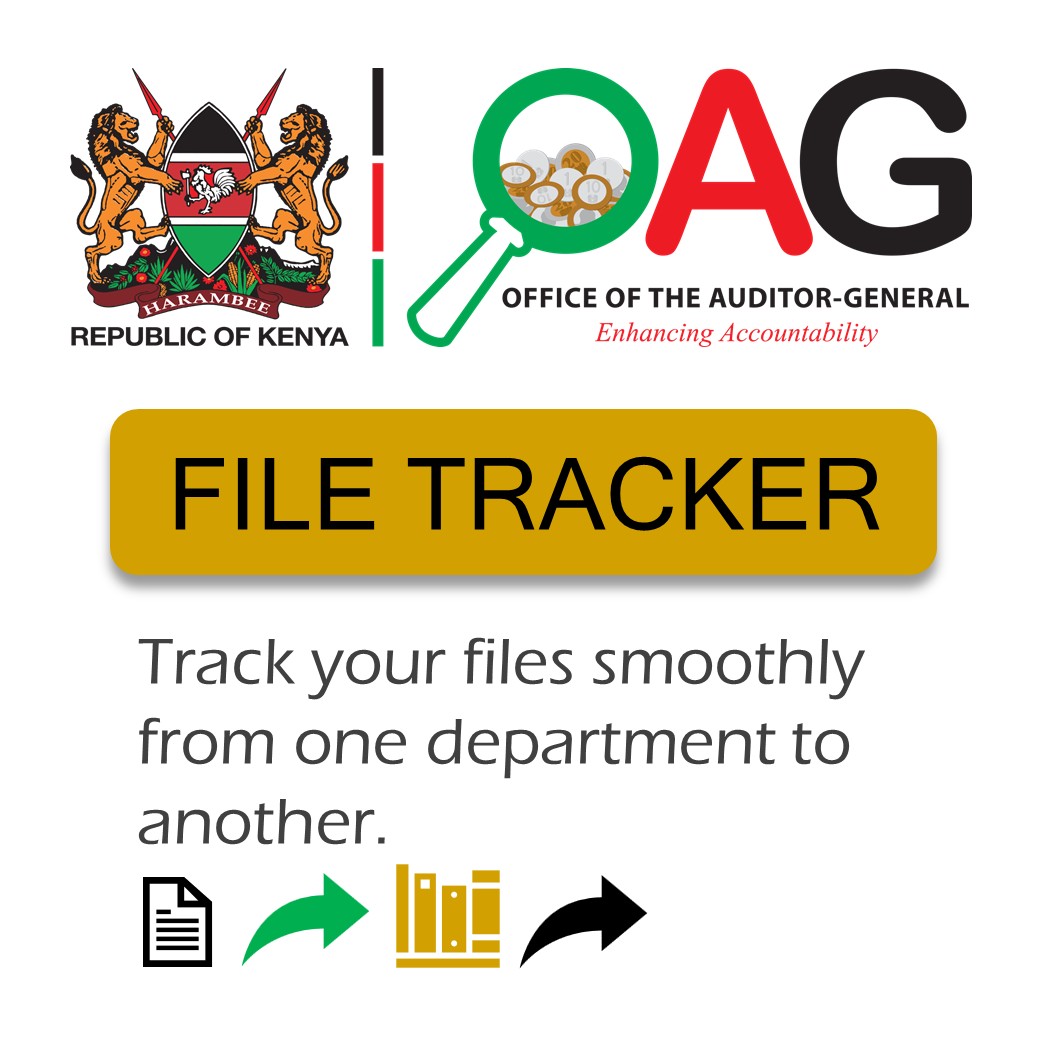 HARAMBEE
REPUBLIC OF KENYA
OAG
OFFICE OF THE AUDITOR-GENERAL
Enhancing Accountability
FILE TRACKER
Track your files smoothly
from one department to
another.